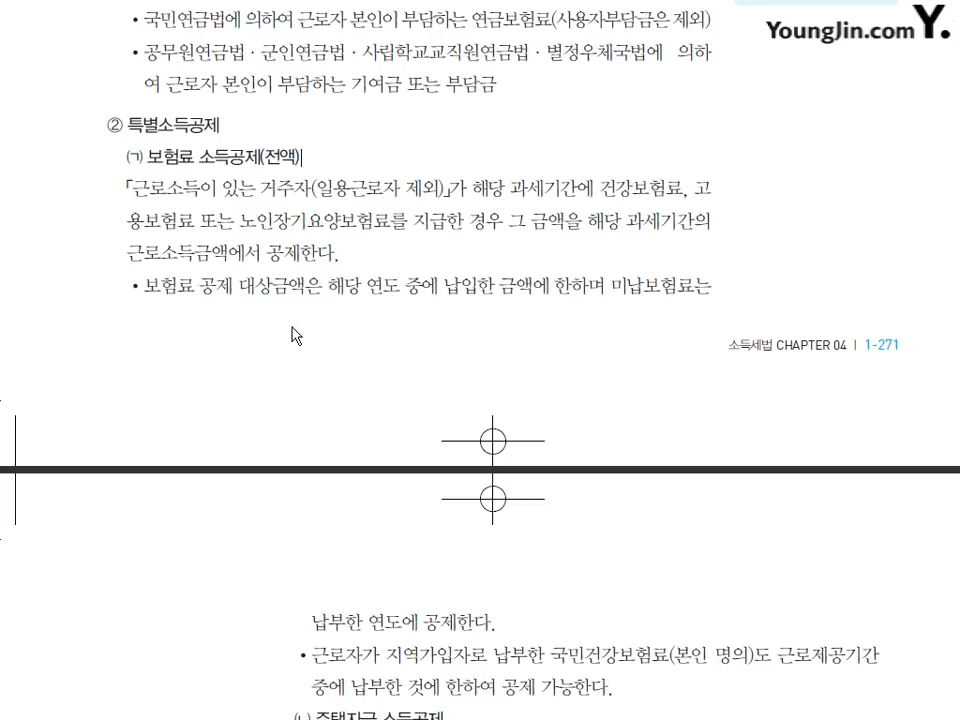 • 국민연금법에 의하여 근로자 본인이 부담하는 연금보험료(사용자부담금은 제외)
YoungJin.com Y.
• 공무원연금법 · 군인연금법 · 사립학교교직원연금법 · 별정우체국법에 의하
여 근로자 본인이 부담하는 기여금 또는 부담금
② 특별소득공제
㈀ 보험료 소득공제(전액)
「근로소득이 있는 거주자(일용근로자 제외)」가 해당 과세기간에 건강보험료, 고
용보험료 또는 노인장기요양보험료를 지급한 경우 그 금액을 해당 과세기간의
근로소득금액에서 공제한다.
• 보험료 공제 대상금액은 해당 연도 중에 납입한 금액에 한하며 미납보험료는
소득세법 CHAPTER 04 | 1-271
납부한 연도에 공제한다.
• 근로자가 지역가입자로 납부한 국민건강보험료(본인 명의)도 근로제공기간
중에 납부한 것에 한하여 공제 가능한다.
㈁ 주택자금 소득공제